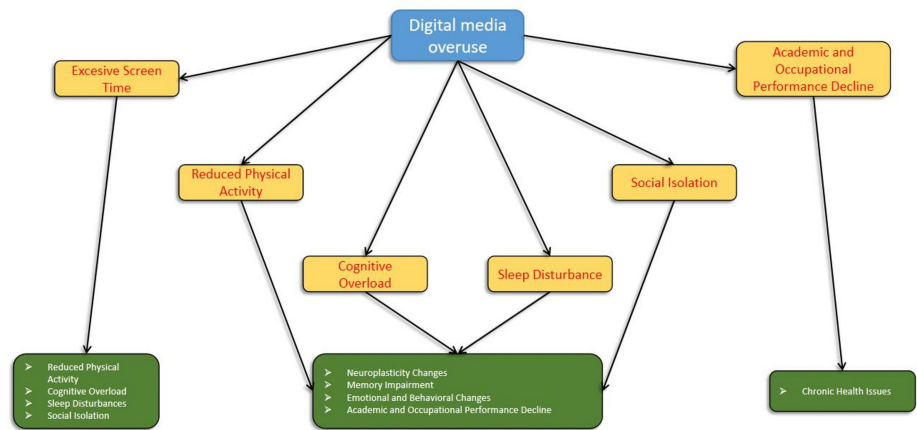 Digital media
overuse
Excesive Screen
Time
Academic and
Occupational
Performance Decline
Reduced Physical
Activity
Social Isolation
Cognitive
Overload
Sleep Disturbance
➤ Reduced Physical
Activity
➤ Cognitive Overload
➤ Sleep Disturbances
➤ Social Isolation
➤ Neuroplasticity Changes
➤ Memory Impairment
➤ Emotional and Behavioral Changes
➤ Academic and Occupational Performance Decline
➤ Chronic Health Issues